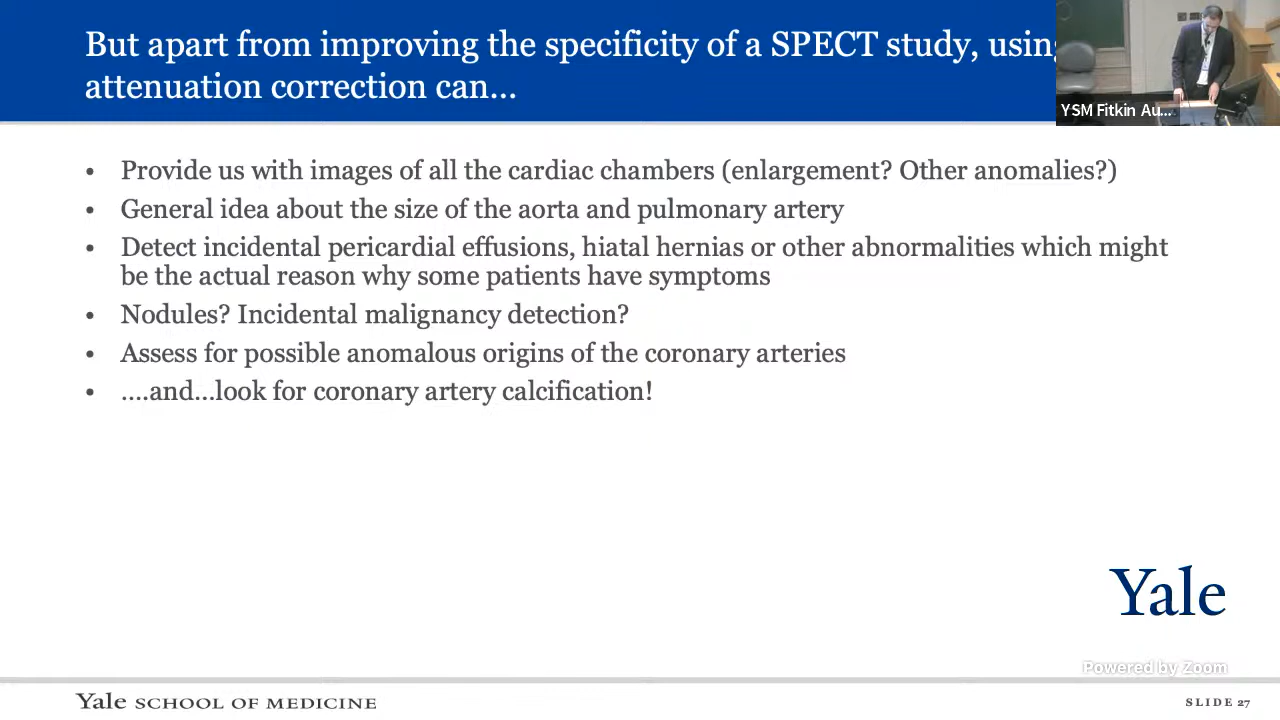 But apart from improving the specificity of a SPECT study, using
attenuation correction can...
YSM Fitkin Au...
• Provide us with images of all the cardiac chambers (enlargement? Other anomalies?)
• General idea about the size of the aorta and pulmonary artery
• Detect incidental pericardial effusions, hiatal hernias or other abnormalities which might
be the actual reason why some patients have symptoms
• Nodules? Incidental malignancy detection?
• Assess for possible anomalous origins of the coronary arteries
• ....and...look for coronary artery calcification!
Yale
Powered by Zoom
Yale SCHOOL OF MEDICINE
SLIDE 27